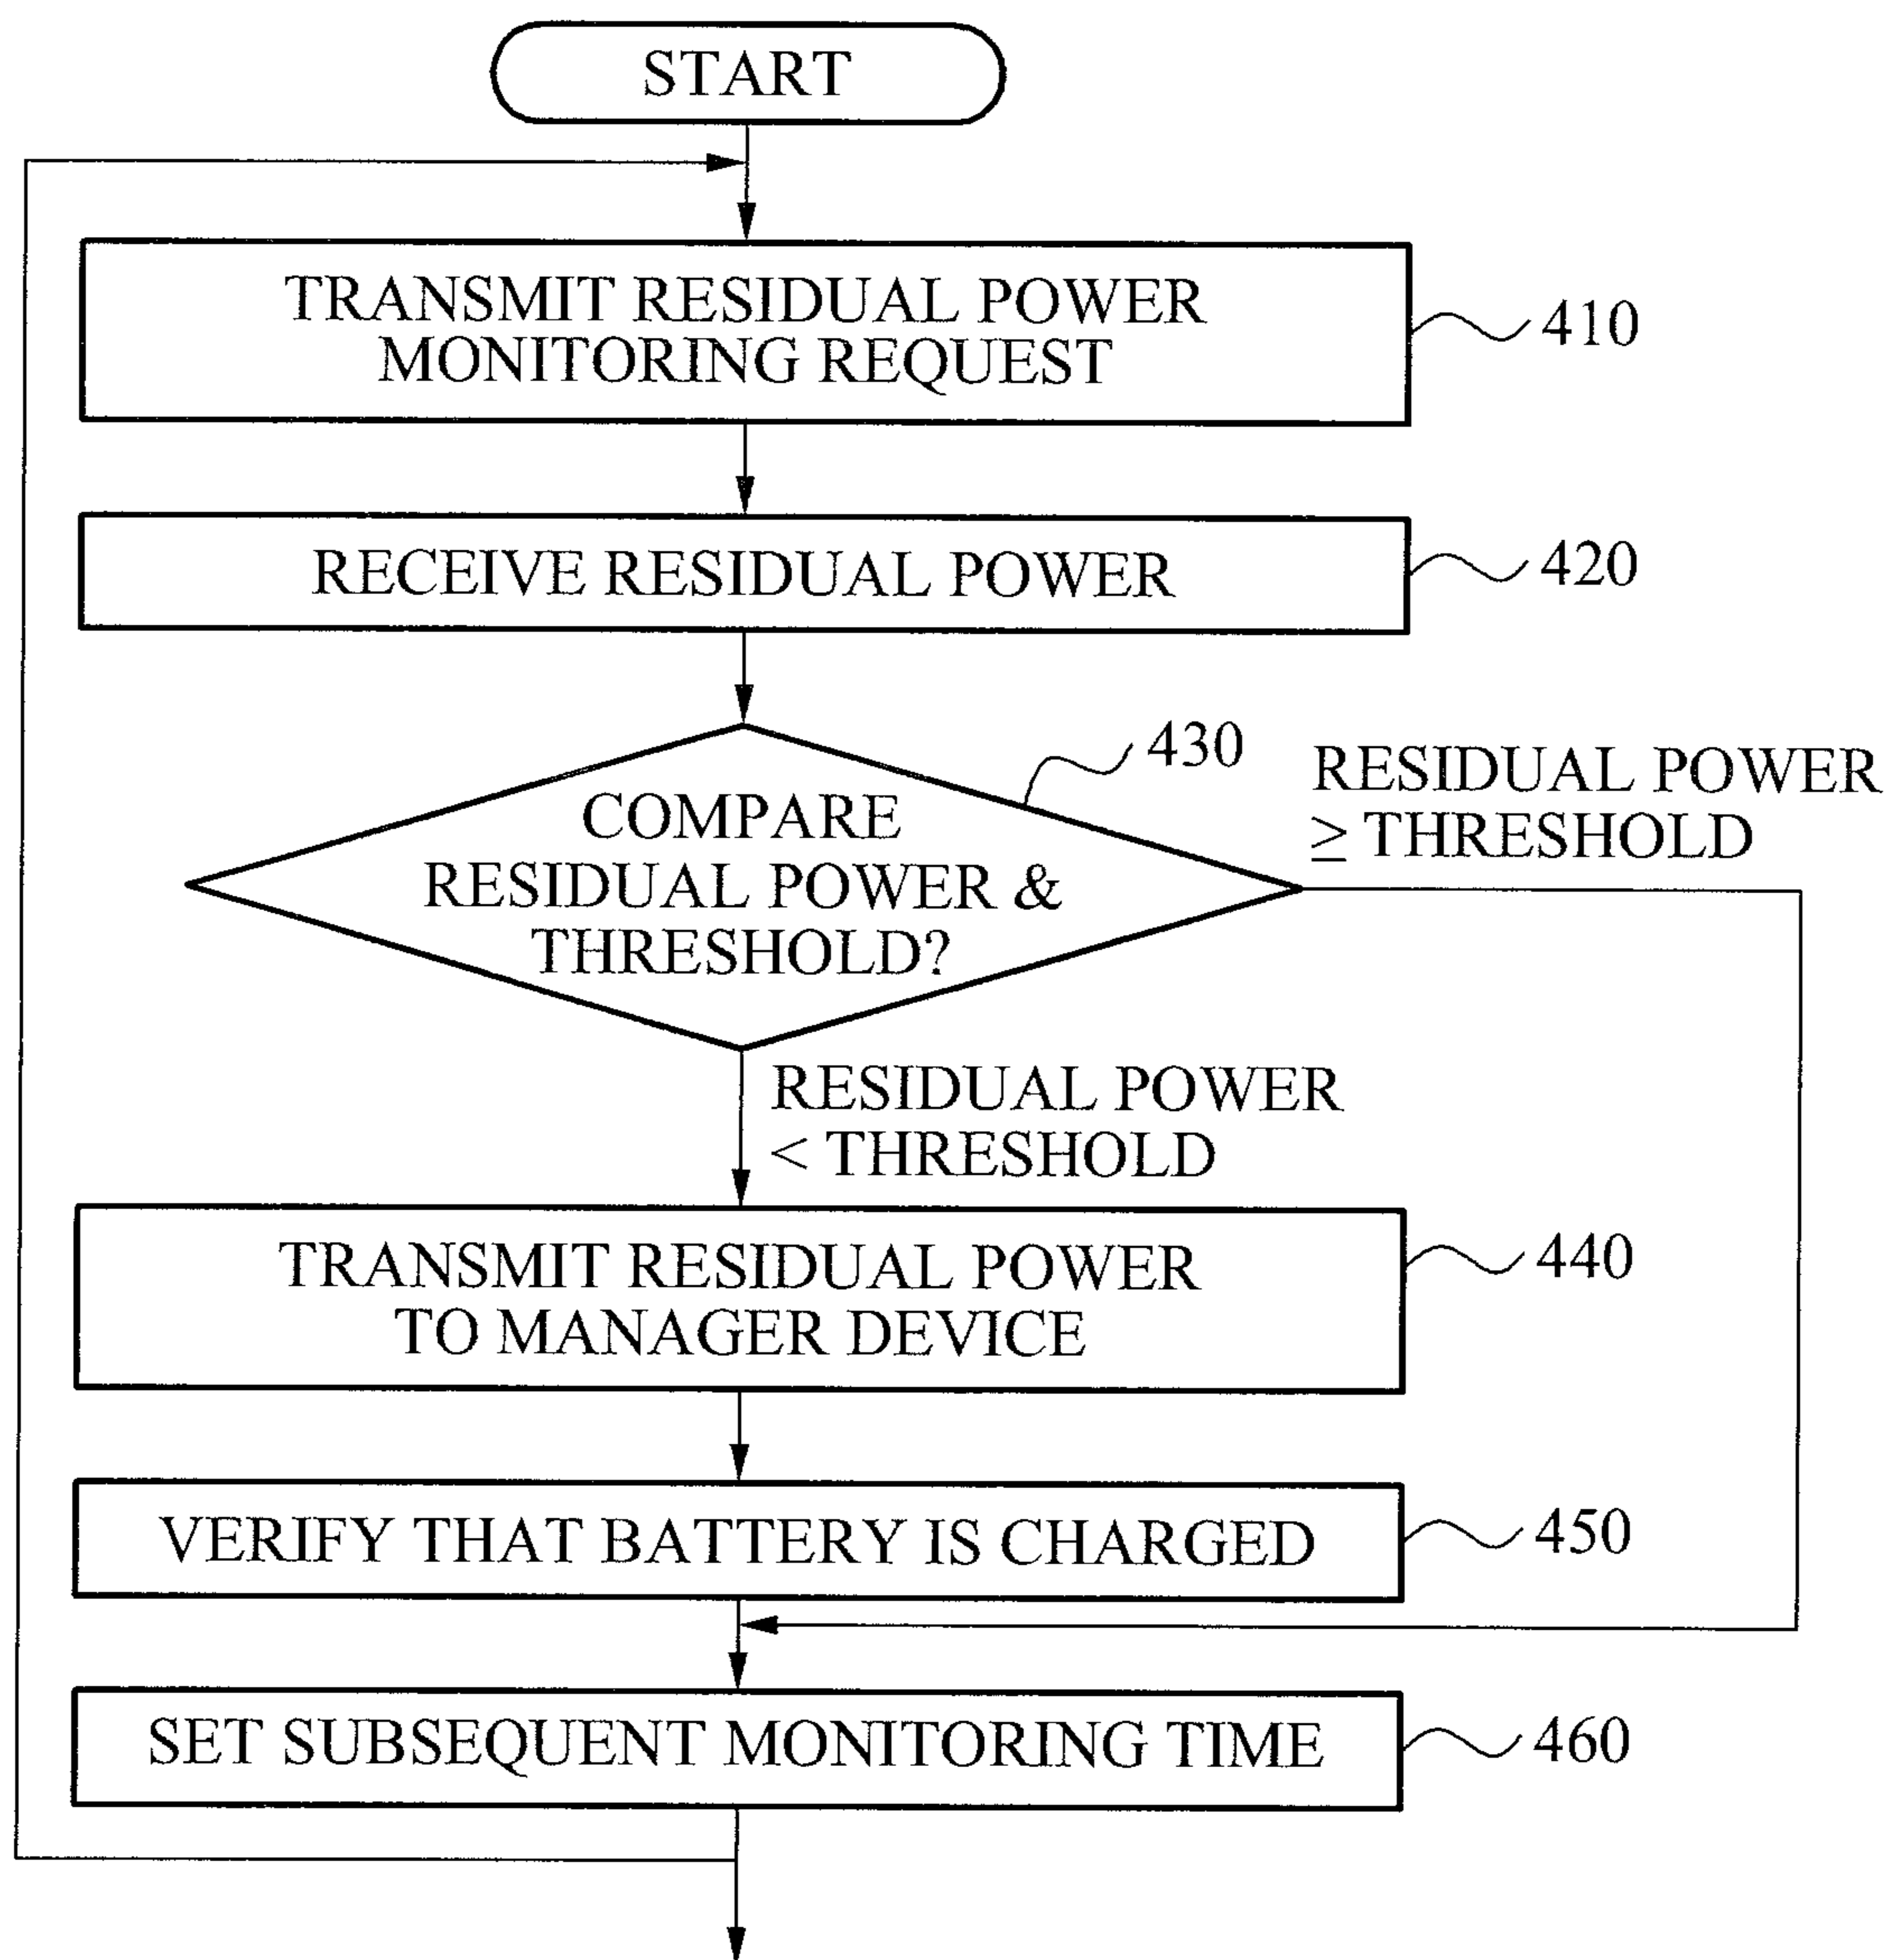 START
TRANSMIT RESIDUAL POWER
MONITORING REQUEST
410
RECEIVE RESIDUAL POWER
420
430
COMPARE
RESIDUAL POWER &
THRESHOLD?
RESIDUAL POWER
≥ THRESHOLD
RESIDUAL POWER
< THRESHOLD
TRANSMIT RESIDUAL POWER
TO MANAGER DEVICE
440
VERIFY THAT BATTERY IS CHARGED
450
SET SUBSEQUENT MONITORING TIME
460